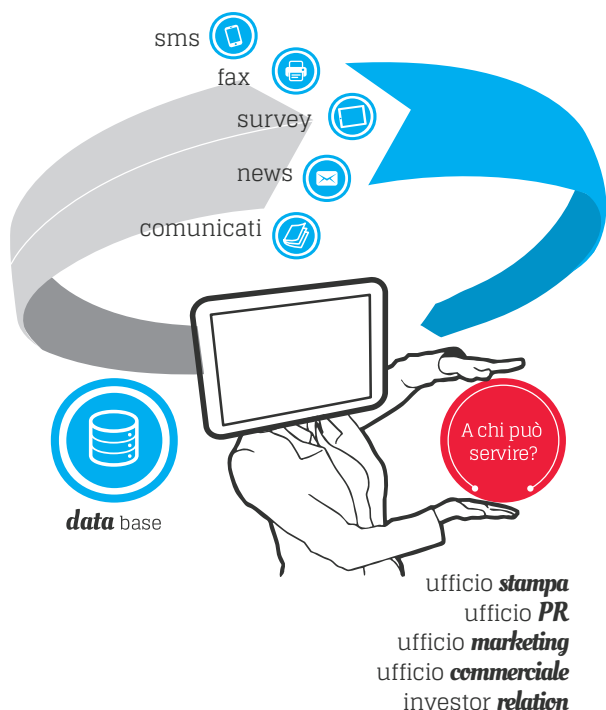 sms
fax
survey
news
comunicati
A chi può
servire?
data base
ufficio stampa
ufficio PR
ufficio marketing
ufficio commerciale
investor relation